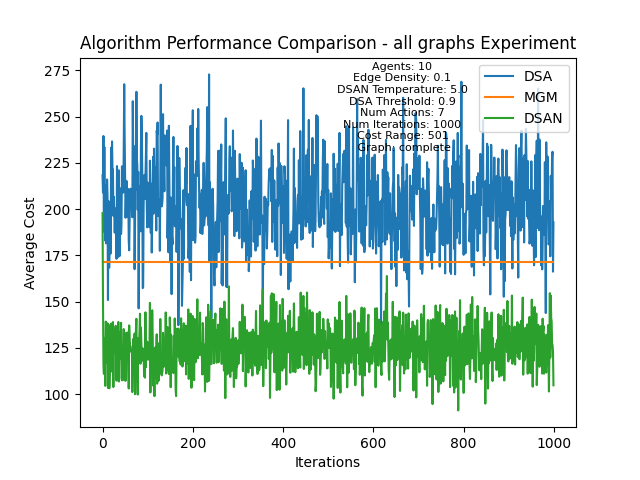 Algorithm Performance Comparison - all graphs Experiment
Agents: 10
Edge Density: 0.1
DSAN Temperature: 5.0
DSA Threshold: 0.9
Num Actions: 7
Num Iterations: 1000
Cost Range: 501
Graph: complete
DSA
MGM
DSAN
275
250
225
200
175
150
125
100
Average Cost
0
200
400
600
800
1000
Iterations